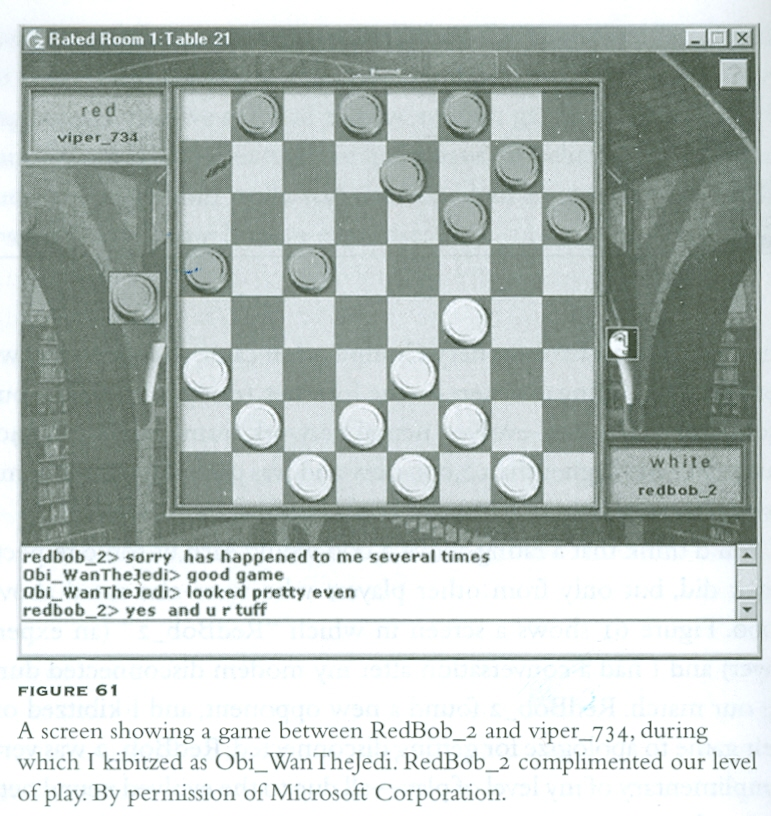 Rated Room 1:Table 21
?
red
viper_734
white
redbob_2
redbob_2> sorry has happened to me several times
Obi_WanTheJedi> good game
Obi_WanTheJedi> looked pretty even
redbob_2> yes and u r tuff
FIGURE 61
A screen showing a game between RedBob_2 and viper_734, during
which I kibitzed as Obi_WanTheJedi. RedBob_2 complimented our level
of play. By permission of Microsoft Corporation.